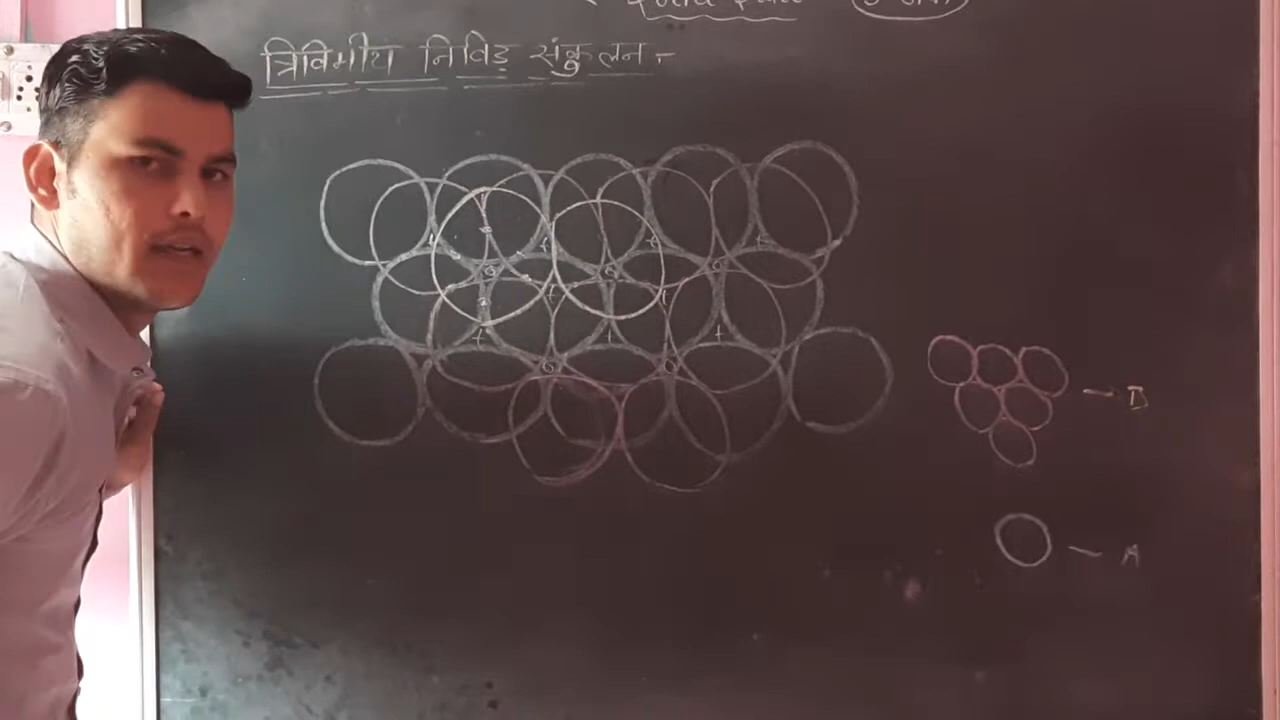 त्रिविमीय निविड़ संकुलन :-
t t t t
o o o
t t
t t t
o o
B
A